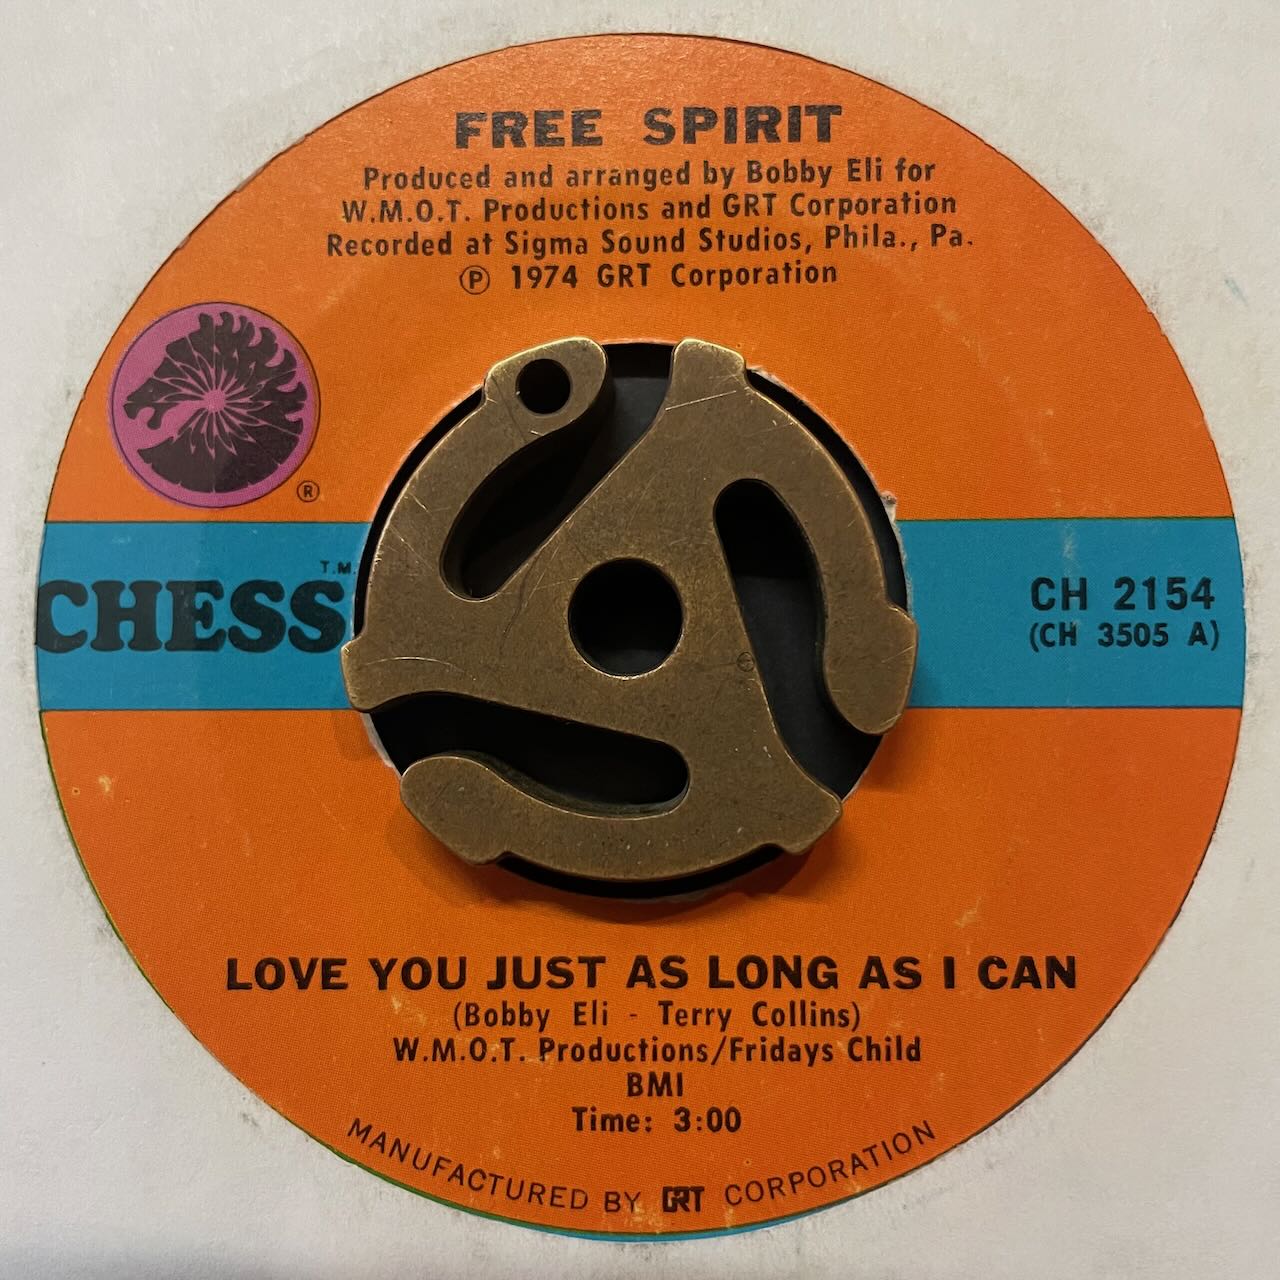 FREE SPIRIT
Produced and arranged by Bobby Eli for
W.M.O.T. Productions and GRT Corporation
Recorded at Sigma Sound Studios, Phila., Pa.
Ⓟ 1974 GRT Corporation
®
T.M.
CHESS
CH 2154
(CH 3505 A)
LOVE YOU JUST AS LONG AS I CAN
(Bobby Eli - Terry Collins)
W.M.O.T. Productions/Fridays Child
BMI
Time: 3:00
MANUFACTURED BY GRT CORPORATION